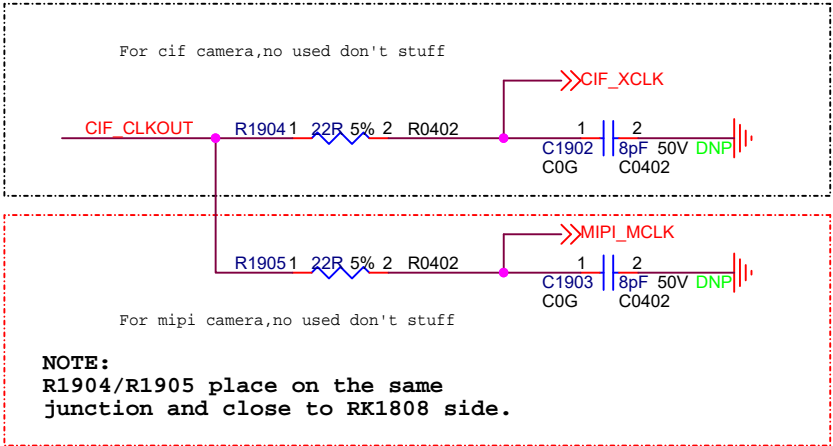 For cif camera,no used don't stuff
CIF_XCLK
CIF_CLKOUT
R1904 1 22R 5% 2 R0402
1 2
C1902 8pF 50V DNP
C0G C0402
MIPI_MCLK
R1905 1 22R 5% 2 R0402
1 2
C1903 8pF 50V DNP
C0G C0402
For mipi camera,no used don't stuff
NOTE:
R1904/R1905 place on the same
junction and close to RK1808 side.